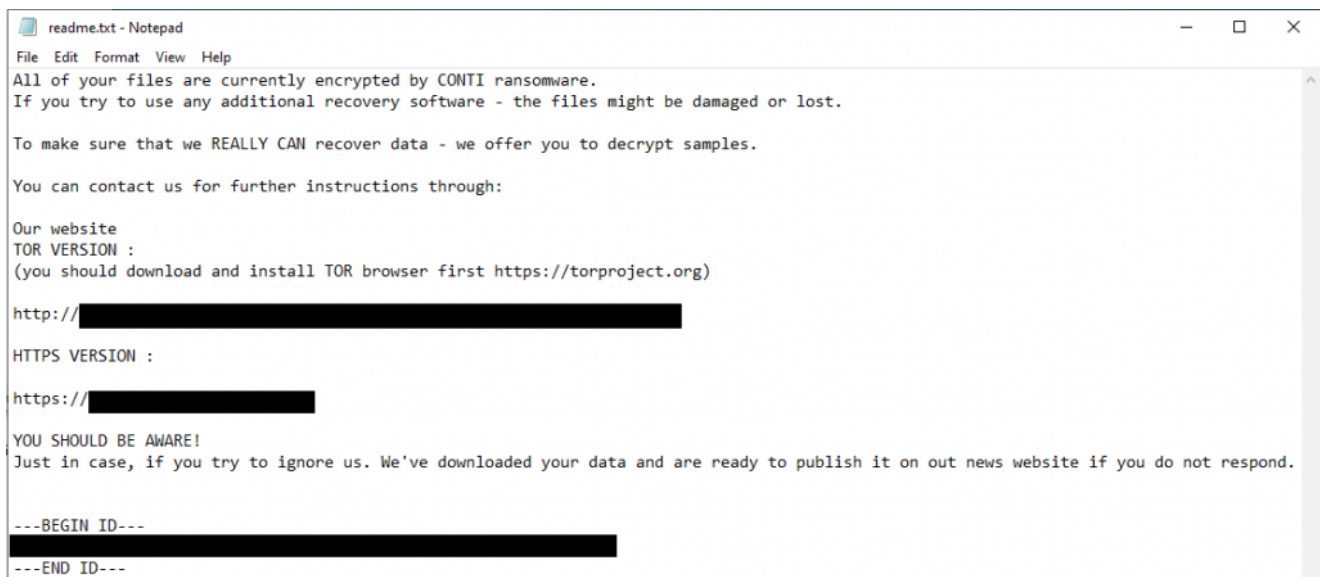 readme.txt - Notepad
File Edit Format View Help
All of your files are currently encrypted by CONTI ransomware.
If you try to use any additional recovery software - the files might be damaged or lost.
To make sure that we REALLY CAN recover data - we offer you to decrypt samples.
You can contact us for further instructions through:
Our website
TOR VERSION :
(you should download and install TOR browser first https://torproject.org)
http://
HTTPS VERSION :
https://
YOU SHOULD BE AWARE!
Just in case, if you try to ignore us. We've downloaded your data and are ready to publish it on out news website if you do not respond.
---BEGIN ID---
---END ID---